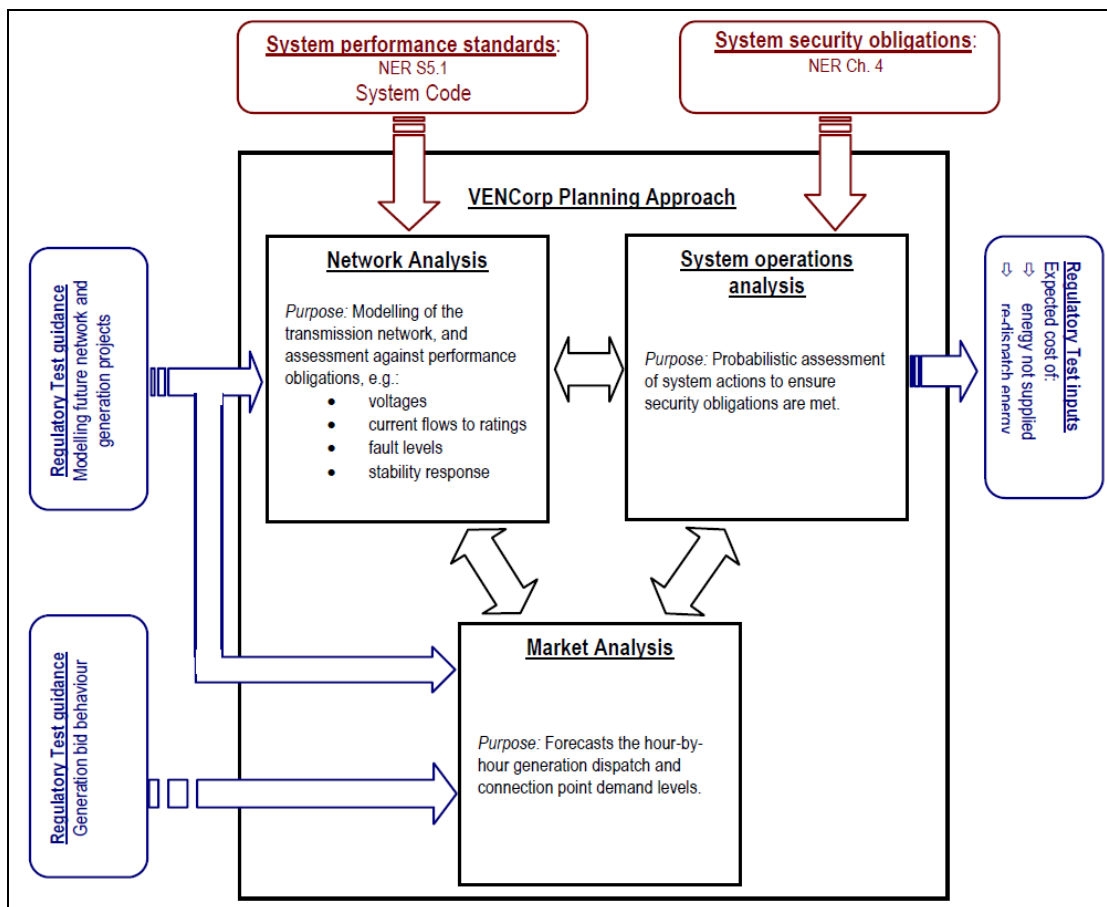 System performance standards:
NER S5.1
System Code
System security obligations:
NER Ch. 4
VENCorp Planning Approach
Network Analysis
Purpose: Modelling of the
transmission network, and
assessment against performance
obligations, e.g.:
• voltages
• current flows to ratings
• fault levels
• stability response
System operations
analysis
Purpose: Probabilistic assessment
of system actions to ensure
security obligations are met.
Regulatory Test guidance
Modelling future network and
generation projects
Regulatory Test inputs
Expected cost of:
⇨ energy not supplied
⇨ re-dispatch energy
Market Analysis
Purpose: Forecasts the hour-by-
hour generation dispatch and
connection point demand levels.
Regulatory Test guidance
Generation bid behaviour